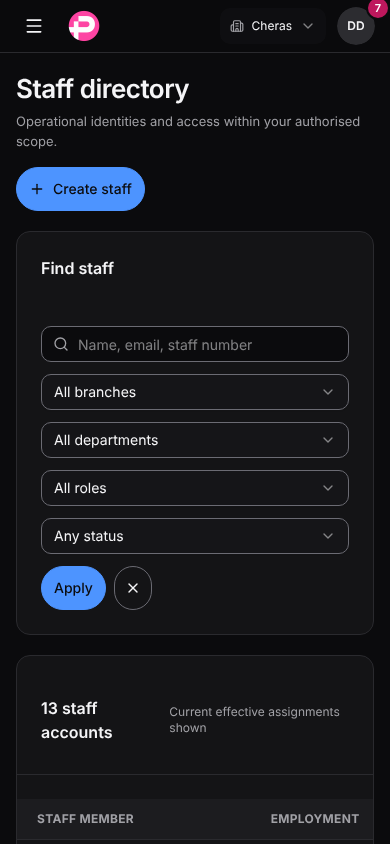 Cheras
DD
7
Staff directory
Operational identities and access within your authorised
scope.
+ Create staff
Find staff
Name, email, staff number
All branches
All departments
All roles
Any status
Apply
13 staff
accounts
Current effective assignments
shown
STAFF MEMBER
EMPLOYMENT